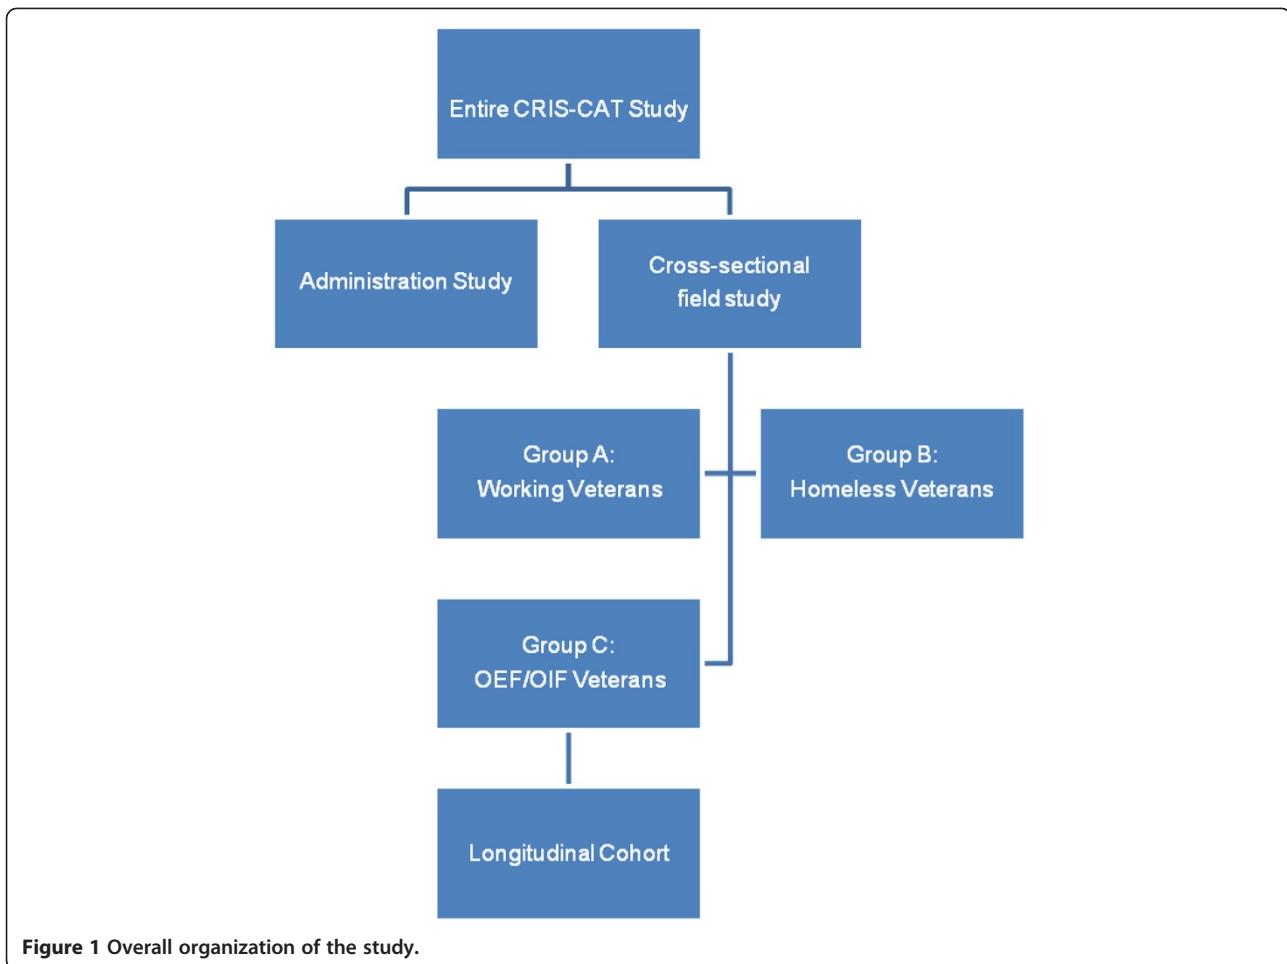 Entire CRIS-CAT Study
Administration Study
Cross-sectional
field study
Group A:
Working Veterans
Group B:
Homeless Veterans
Group C:
OEF/OIF Veterans
Longitudinal Cohort
Figure 1 Overall organization of the study.